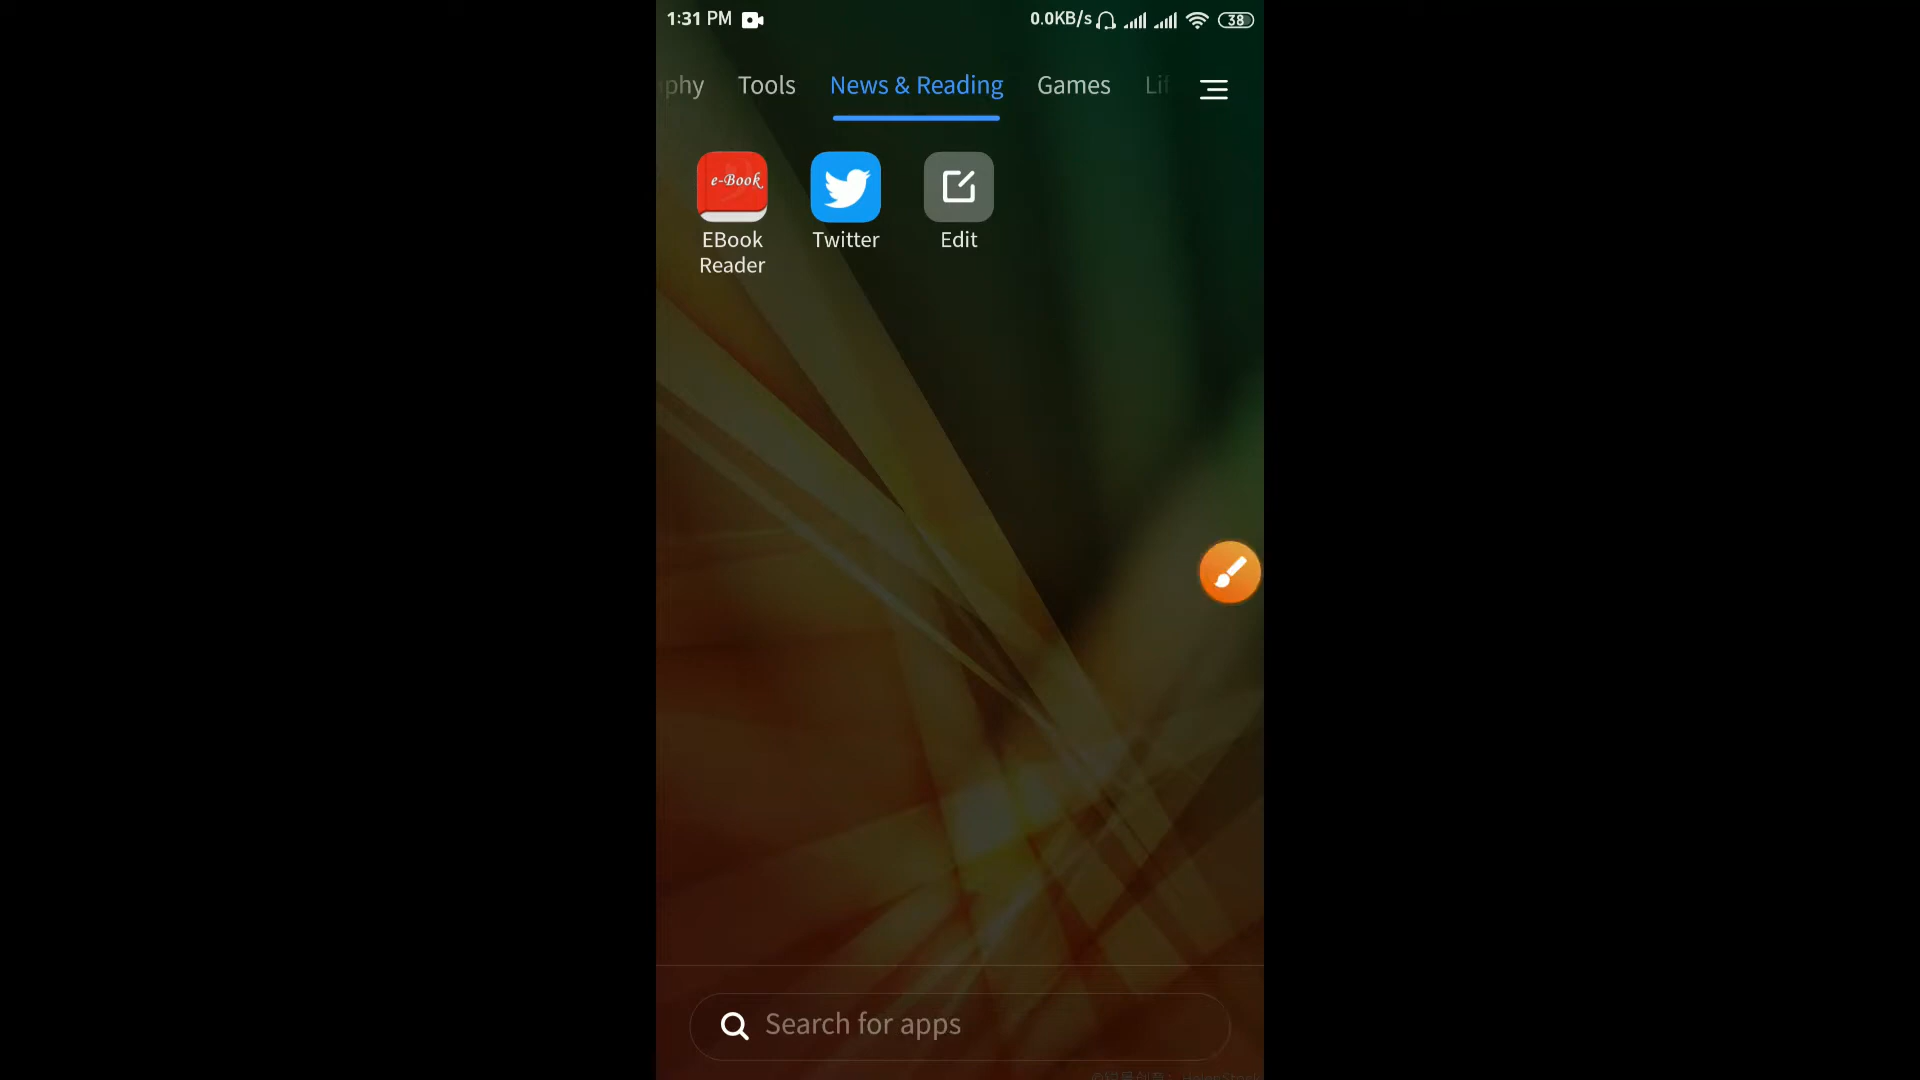 1:31 PM
0.0KB/s
38
phy
Tools
News & Reading
Games
Lif
e-Book
EBook
Reader
Twitter
Edit
Search for apps